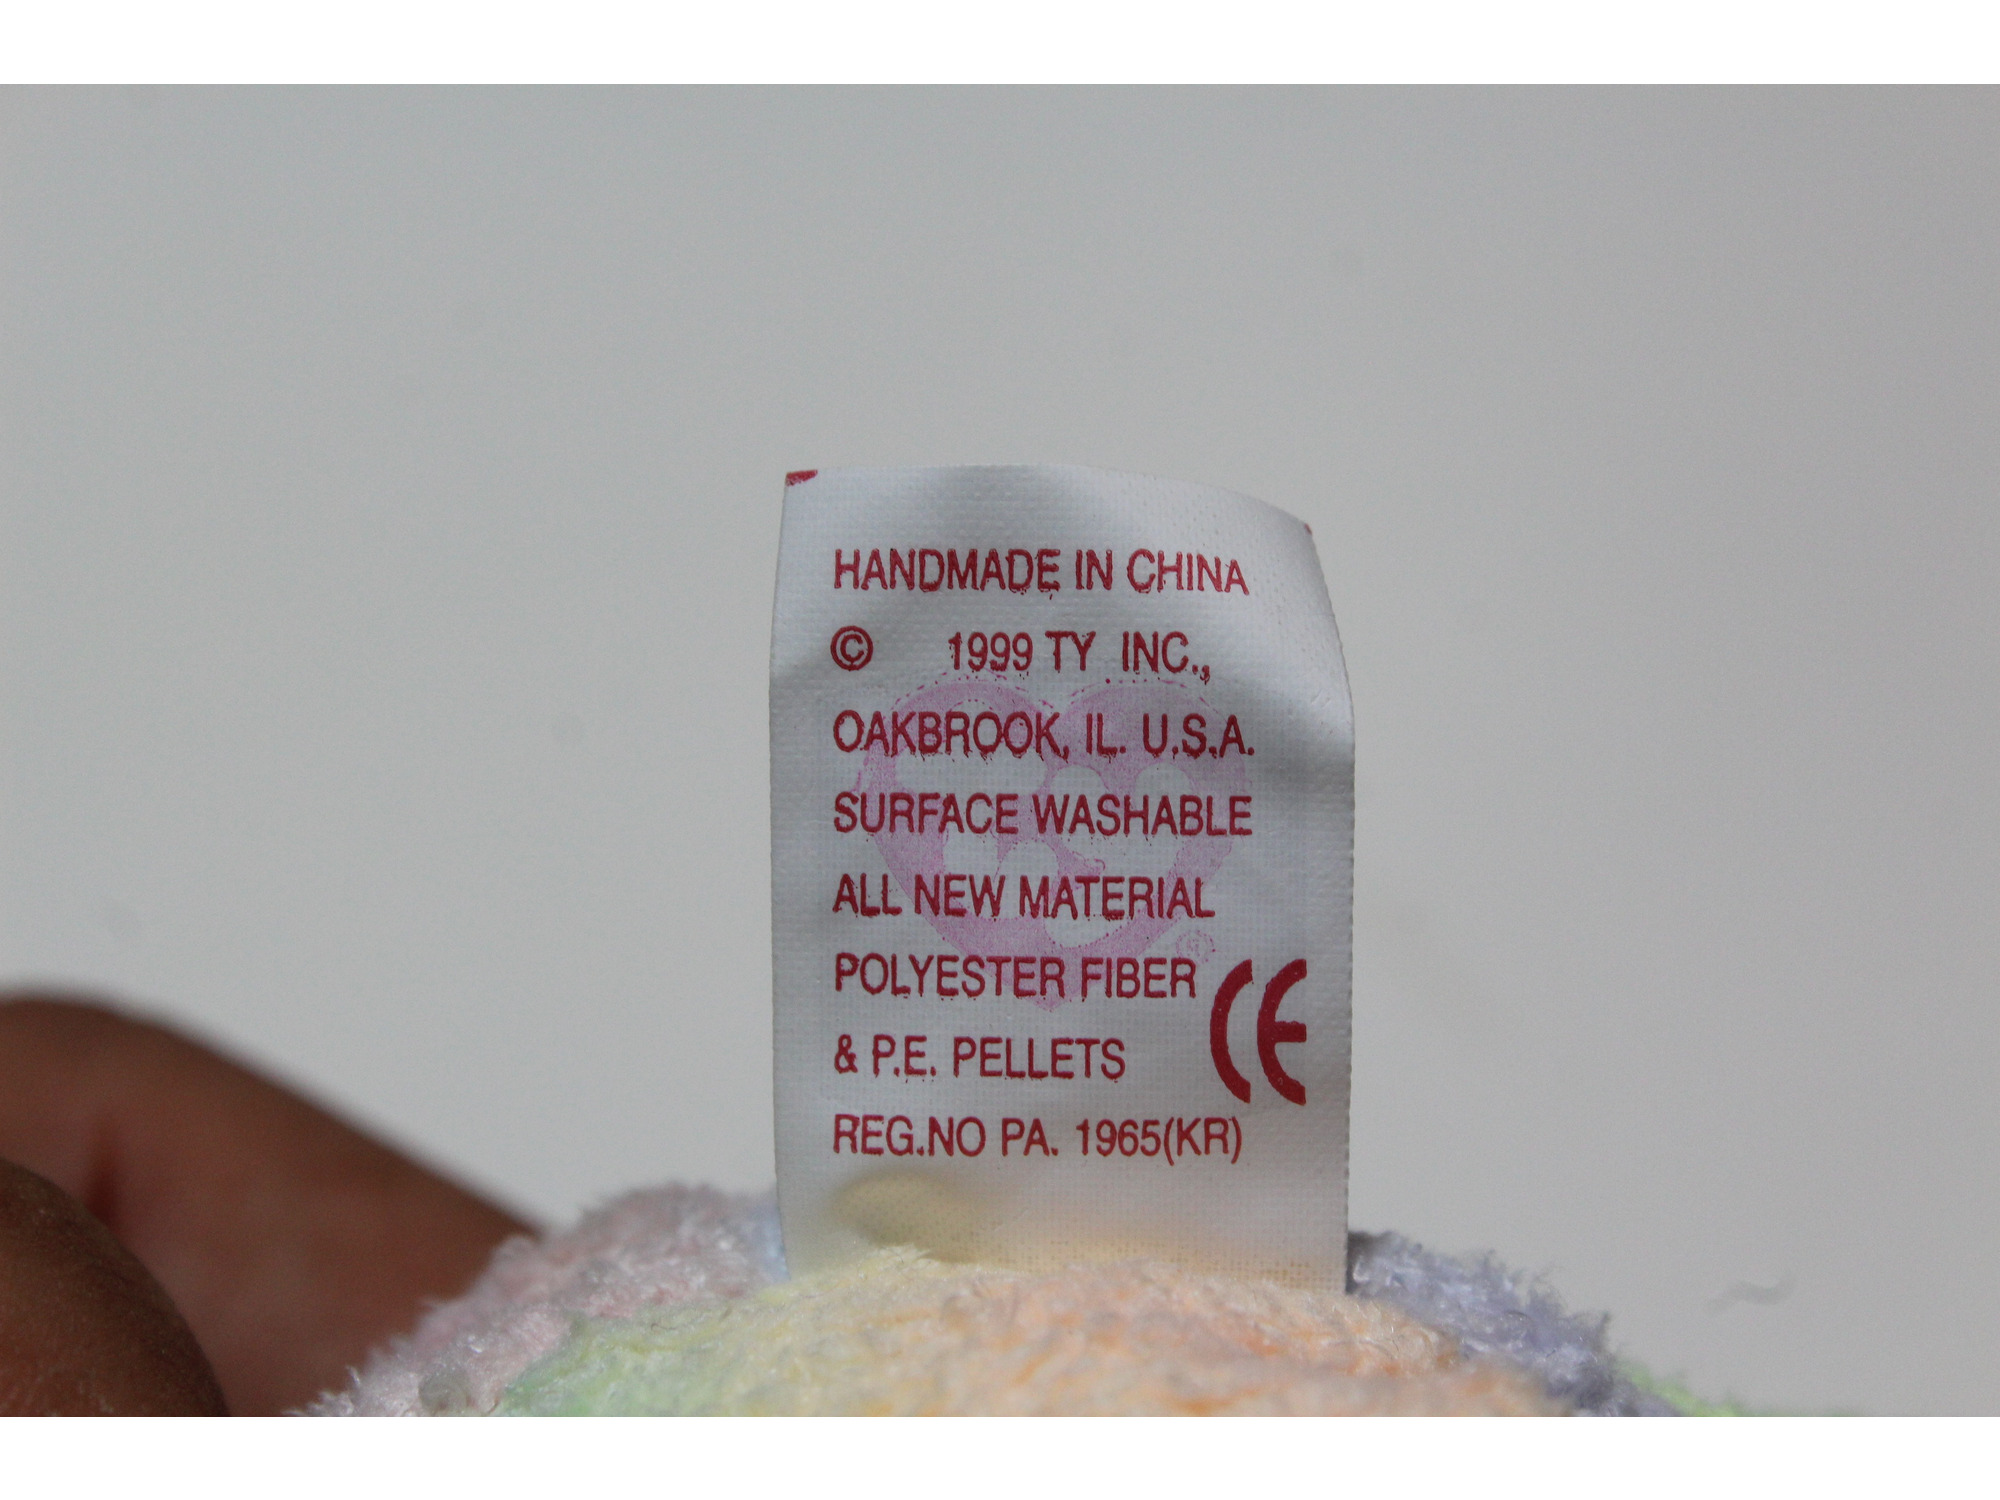 HANDMADE IN CHINA
© 1999 TY INC.,
OAKBROOK, IL. U.S.A.
SURFACE WASHABLE
ALL NEW MATERIAL
POLYESTER FIBER
& P.E. PELLETS
CE
REG.NO PA. 1965(KR)